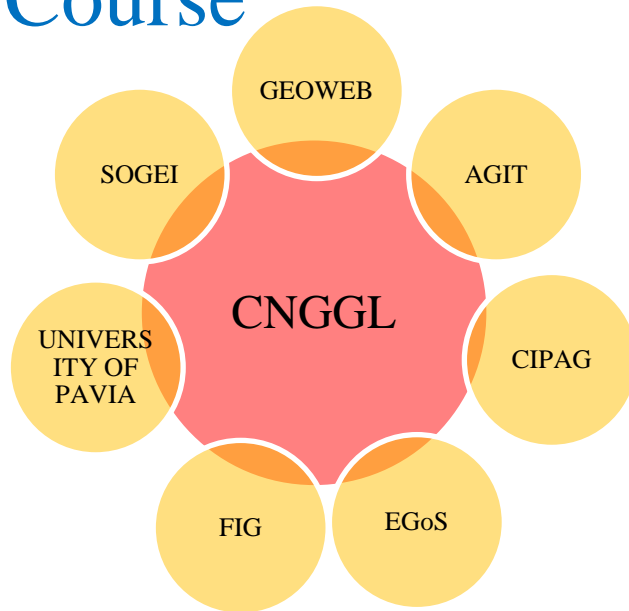 Course
GEOWEB
SOGEI
AGIT
CNGGL
UNIVERS
ITY OF
PAVIA
CIPAG
FIG
EGoS